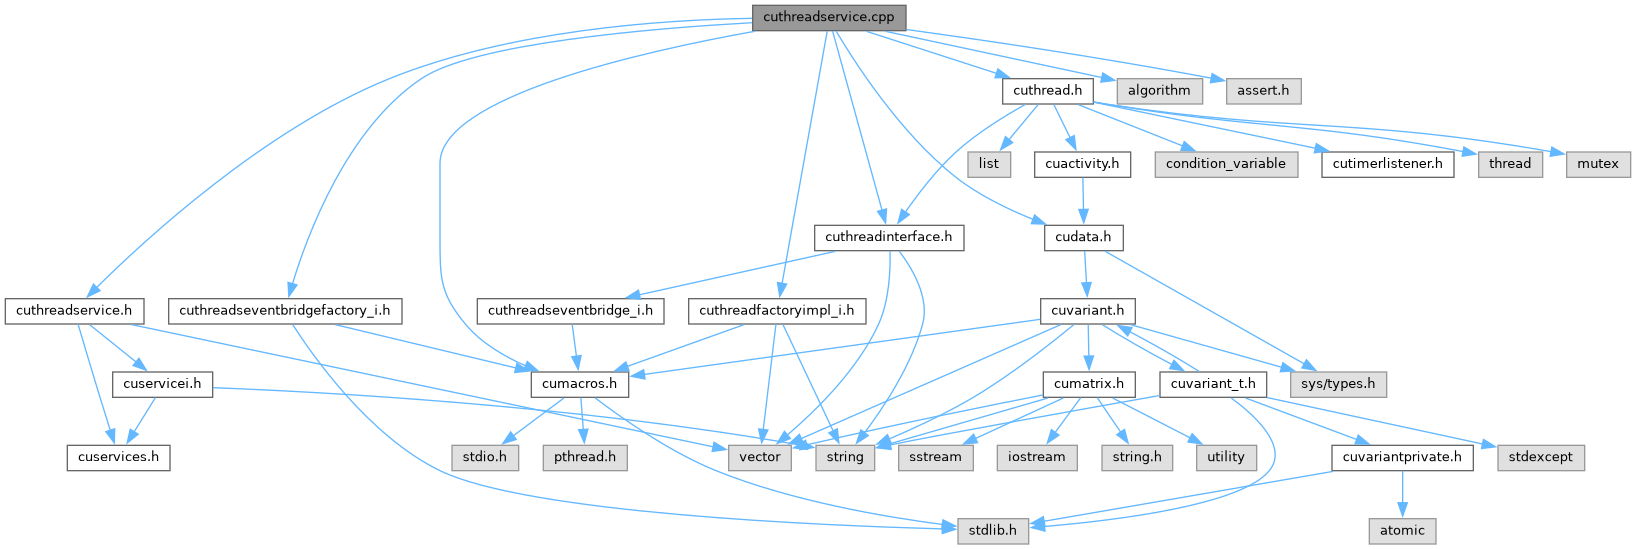 cuthreadservice.cpp
cuthread.h
algorithm
assert.h
list
cuactivity.h
condition_variable
cutimerlistener.h
thread
mutex
cuthreadinterface.h
cudata.h
cuthreadservice.h
cuthreadseventbridgefactory_i.h
cuthreadseventbridge_i.h
cuthreadfactoryimpl_i.h
cuvariant.h
cuservicei.h
cumacros.h
cumatrix.h
cuvariant_t.h
sys/types.h
cuservices.h
stdio.h
pthread.h
vector
string
sstream
iostream
string.h
utility
cuvariantprivate.h
stdexcept
stdlib.h
atomic